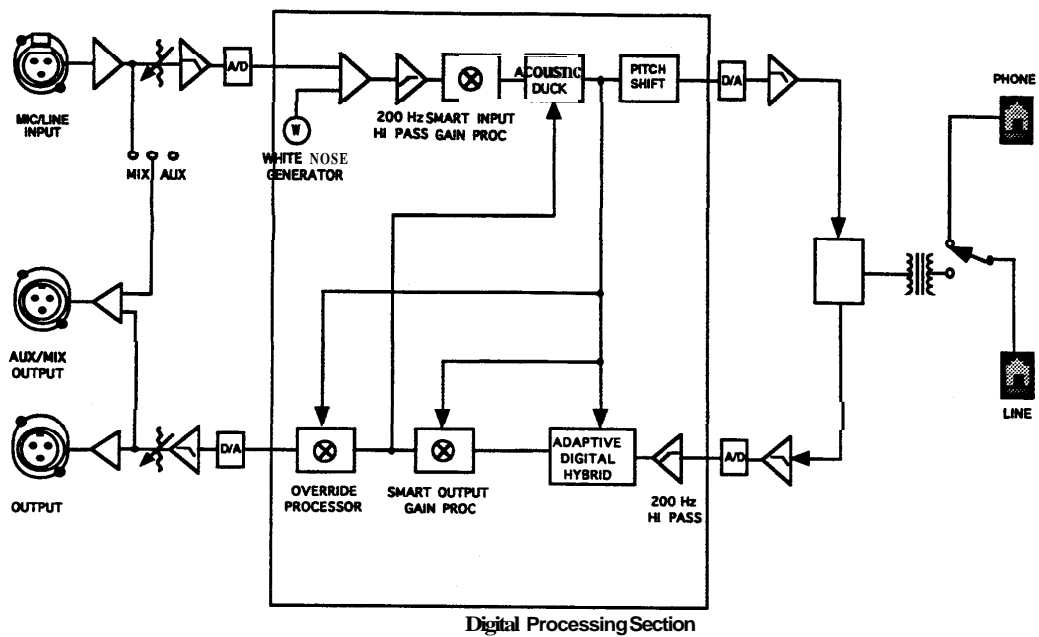 MIC/LINE
INPUT
A/D
W
WHITE NOSE
GENERATOR
200 Hz
HI PASS
SMART INPUT
GAIN PROC
ACOUSTIC
DUCK
PITCH
SHIFT
D/A
PHONE
MIX AUX
AUX/MIX
OUTPUT
LINE
OUTPUT
D/A
OVERRIDE
PROCESSOR
SMART OUTPUT
GAIN PROC
ADAPTIVE
DIGITAL
HYBRID
200 Hz
HI PASS
A/D
Digital Processing Section